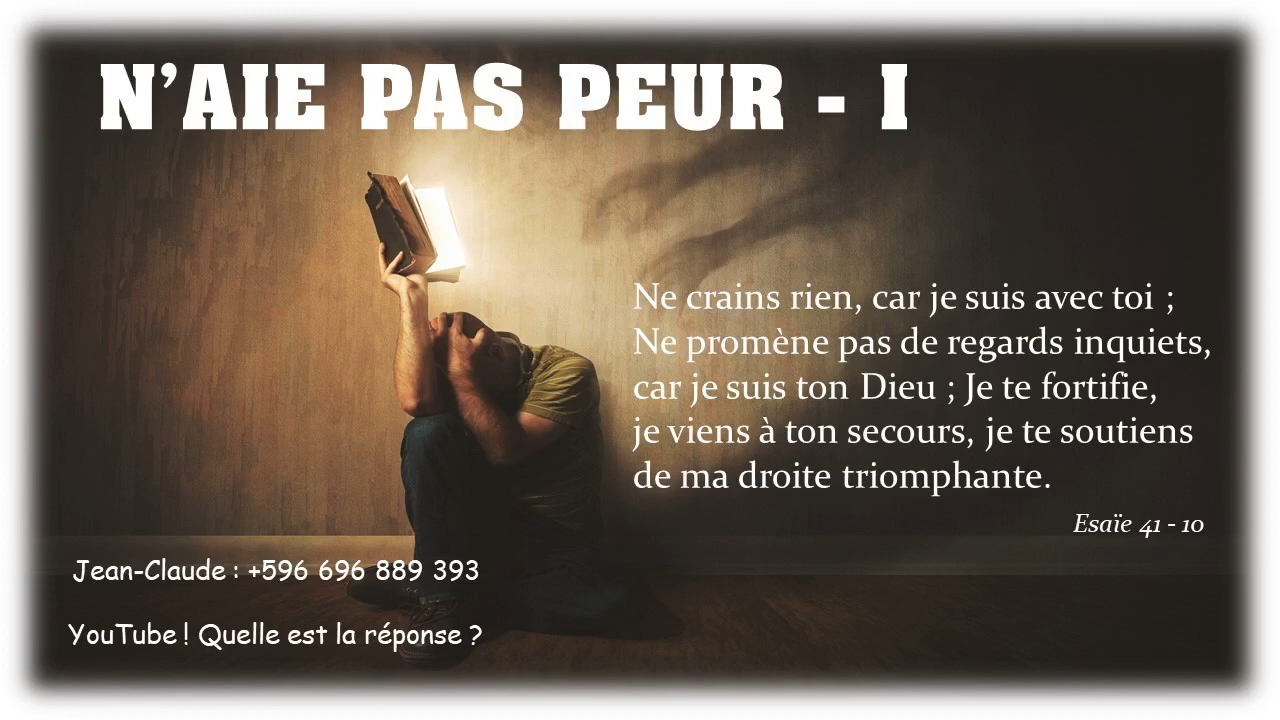 N’AIE PAS PEUR - I
Ne crains rien, car je suis avec toi ;
Ne promène pas de regards inquiets,
car je suis ton Dieu ; Je te fortifie,
je viens à ton secours, je te soutiens
de ma droite triomphante.
Esaïe 41 - 10
Jean-Claude : +596 696 889 393
YouTube ! Quelle est la réponse ?